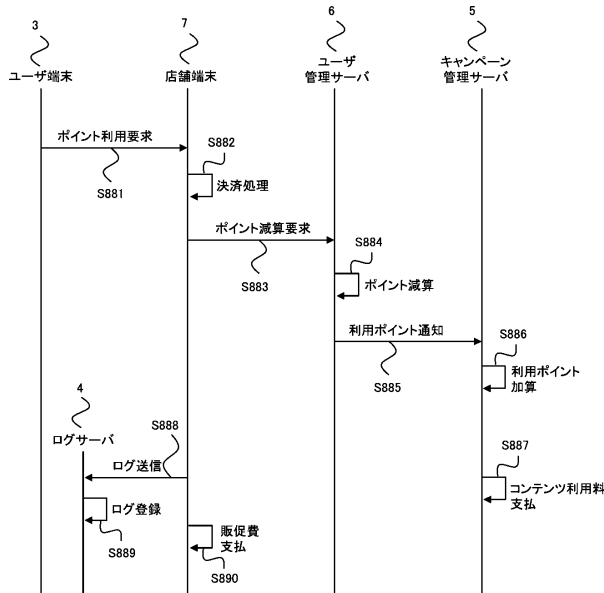 3
ユーザ端末
7
店舗端末
6
ユーザ
管理サーバ
5
キャンペーン
管理サーバ
ポイント利用要求
S881
S882
決済処理
ポイント減算要求
S883
S884
ポイント減算
利用ポイント通知
S885
S886
利用ポイント
加算
4
ログサーバ
S888
ログ送信
S887
コンテンツ利用料
支払
ログ登録
S889
販促費
支払
S890